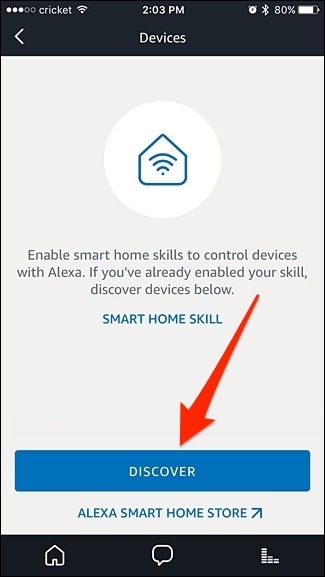 cricket 2:03 PM 80%
Devices
Enable smart home skills to control devices
with Alexa. If you've already enabled your skill,
discover devices below.
SMART HOME SKILL
DISCOVER
ALEXA SMART HOME STORE